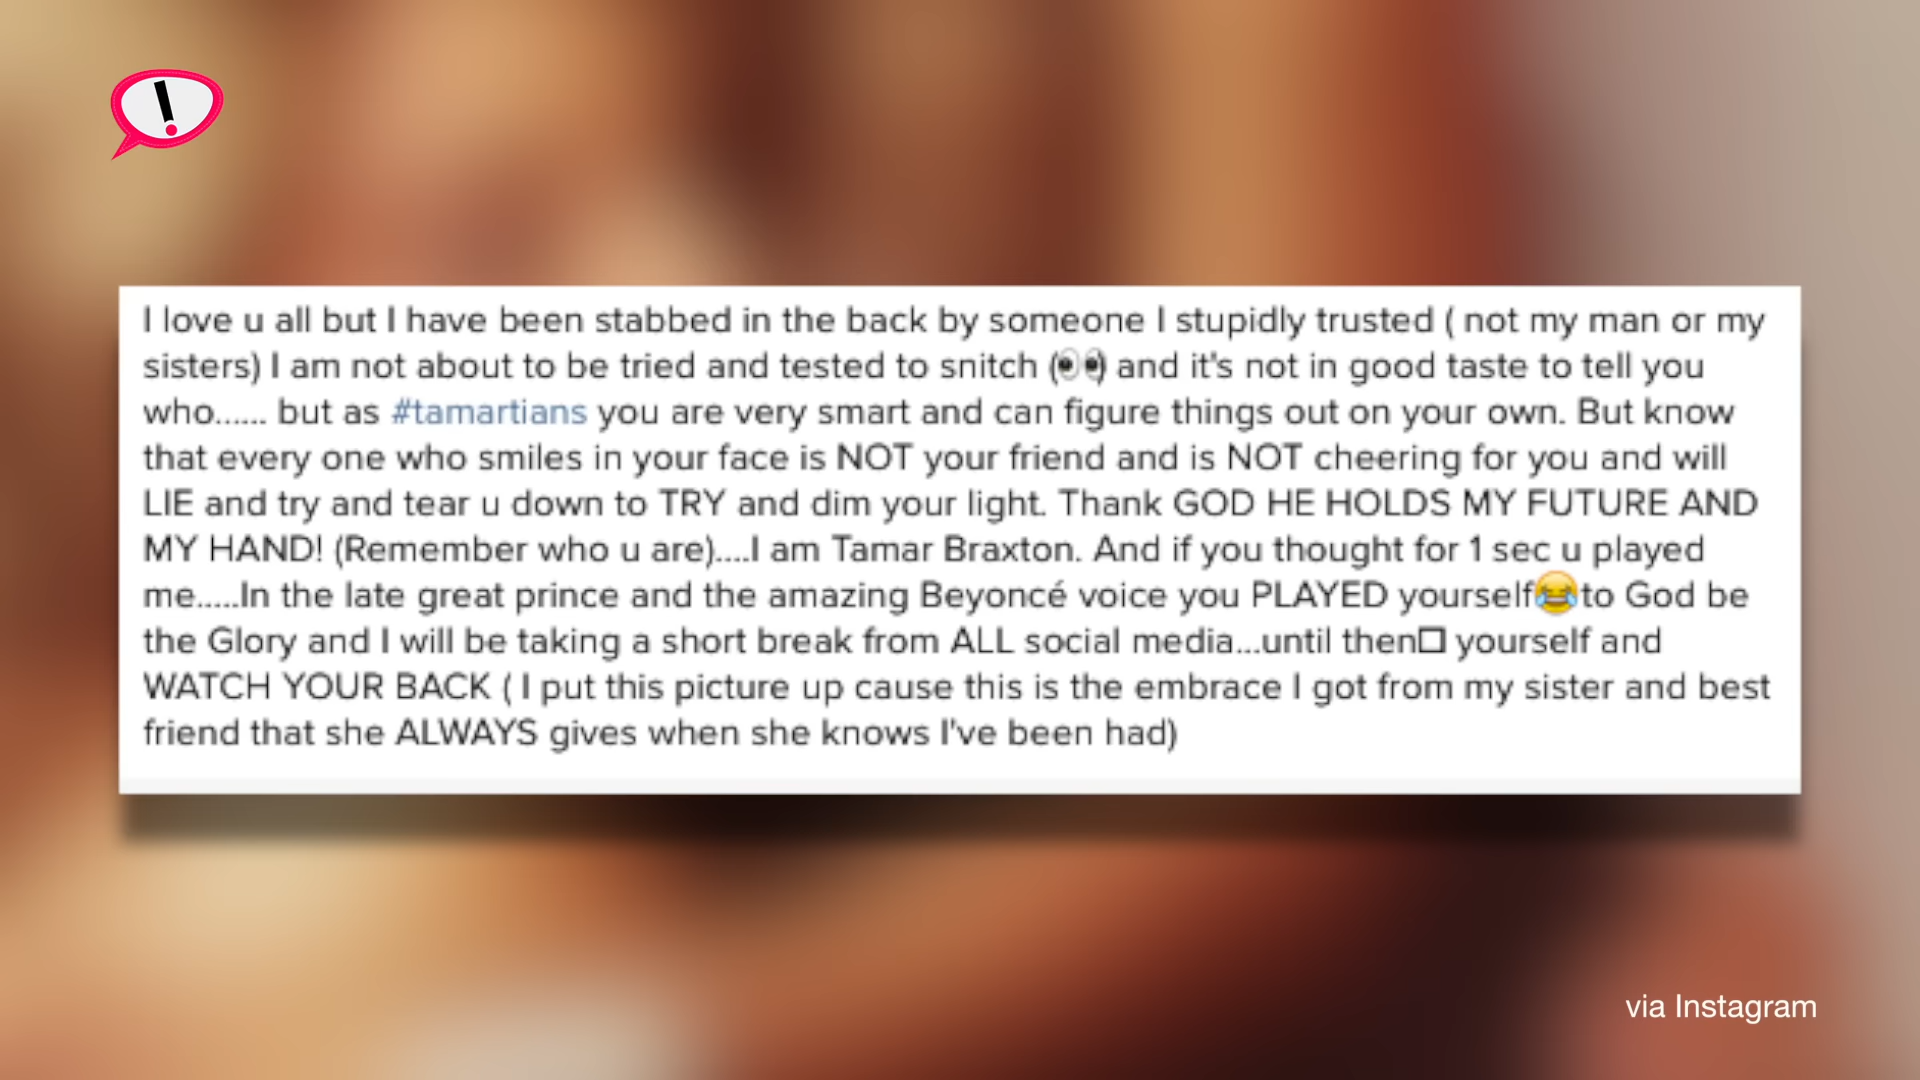 !
I love u all but I have been stabbed in the back by someone I stupidly trusted ( not my man or my
sisters) I am not about to be tried and tested to snitch (👀) and it's not in good taste to tell you
who...... but as #tamartians you are very smart and can figure things out on your own. But know
that every one who smiles in your face is NOT your friend and is NOT cheering for you and will
LIE and try and tear u down to TRY and dim your light. Thank GOD HE HOLDS MY FUTURE AND
MY HAND! (Remember who u are)....I am Tamar Braxton. And if you thought for 1 sec u played
me.....In the late great prince and the amazing Beyoncé voice you PLAYED yourself😂to God be
the Glory and I will be taking a short break from ALL social media...until then□ yourself and
WATCH YOUR BACK ( I put this picture up cause this is the embrace I got from my sister and best
friend that she ALWAYS gives when she knows I've been had)
via Instagram